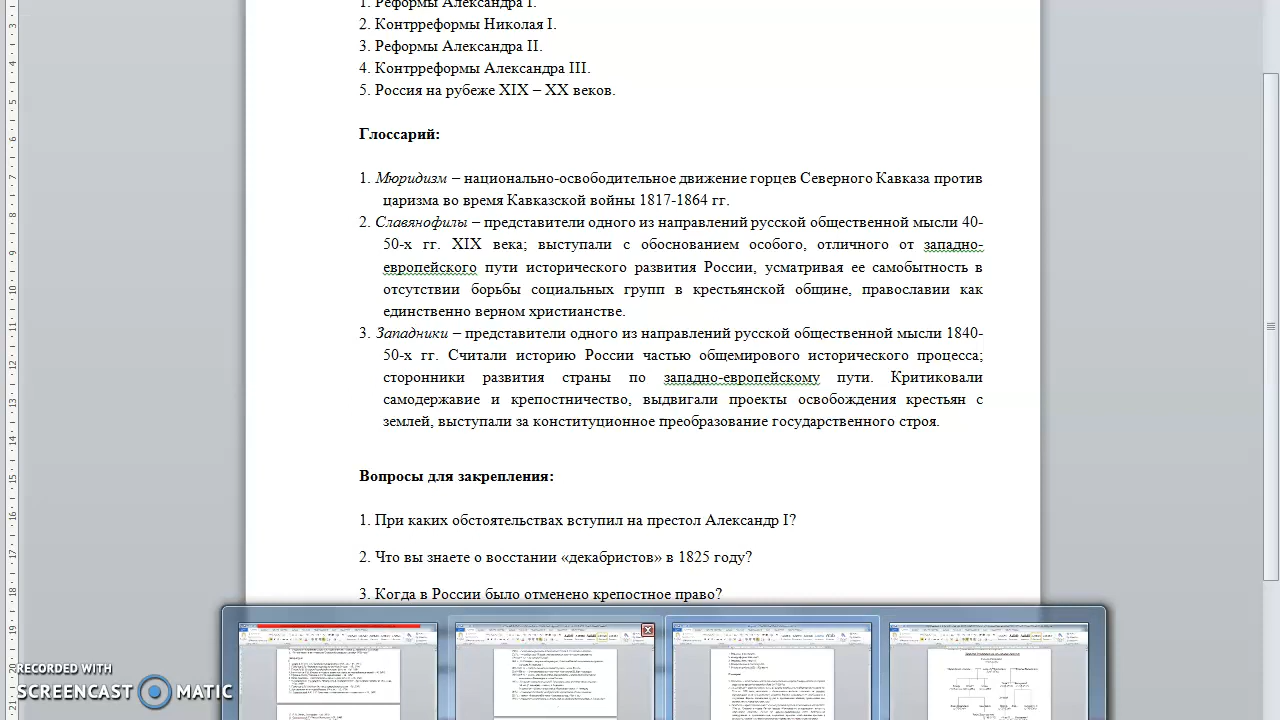 1. Реформы Александра I.
2. Контрреформы Николая I.
3. Реформы Александра II.
4. Контрреформы Александра III.
5. Россия на рубеже XIX – XX веков.
Глоссарий:
1. Мюридизм – национально-освободительное движение горцев Северного Кавказа против
царизма во время Кавказской войны 1817-1864 гг.
2. Славянофилы – представители одного из направлений русской общественной мысли 40-
50-х гг. XIX века; выступали с обоснованием особого, отличного от западно-
европейского пути исторического развития России, усматривая ее самобытность в
отсутствии борьбы социальных групп в крестьянской общине, православии как
единственно верном христианстве.
3. Западники – представители одного из направлений русской общественной мысли 1840-
50-х гг. Считали историю России частью общемирового исторического процесса;
сторонники развития страны по западно-европейскому пути. Критиковали
самодержавие и крепостничество, выдвигали проекты освобождения крестьян с
землей, выступали за конституционное преобразование государственного строя.
Вопросы для закрепления:
1. При каких обстоятельствах вступил на престол Александр I?
2. Что вы знаете о восстании «декабристов» в 1825 году?
3. Когда в России было отменено крепостное право?
RECORDED WITH
SCREENCAST MATIC